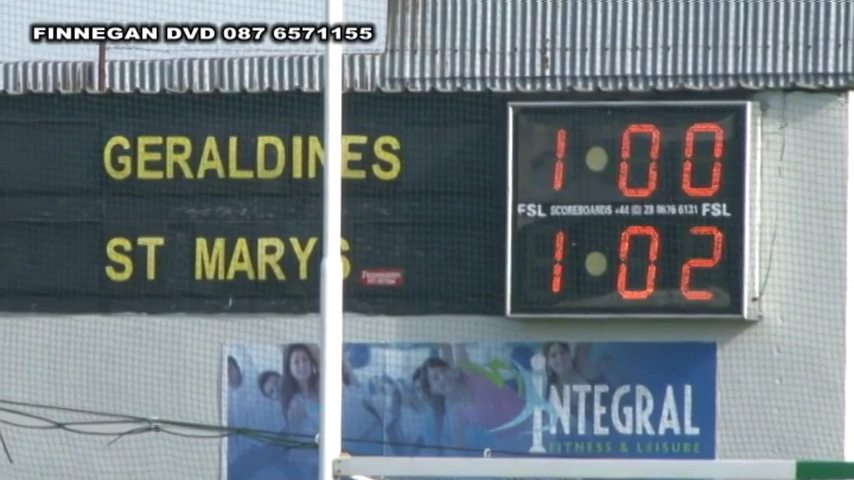 FINNEGAN DVD 087 6571155
GERALDINES 1 00
FSL SCOREBOARDS +44 (0) 28 9676 6131 FSL
ST MARYS 1 02
INTEGRAL
FITNESS & LEISURE